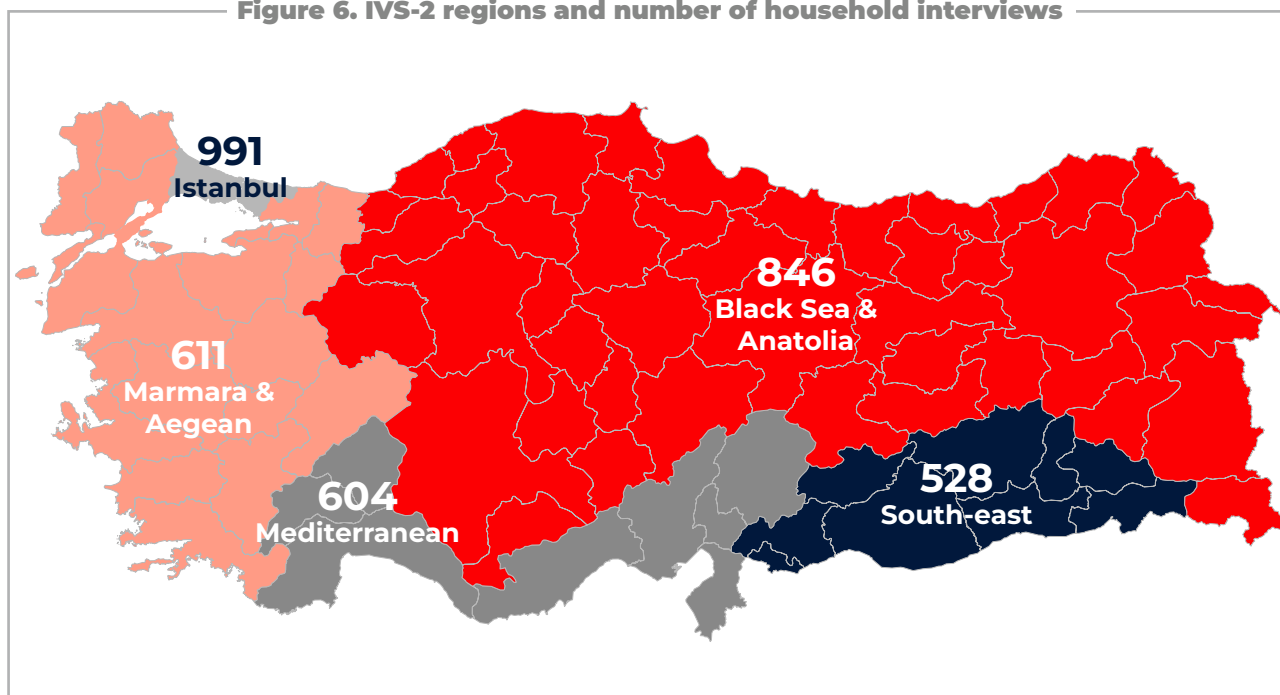 Figure 6. IVS-2 regions and number of household interviews
991
Istanbul
846
Black Sea &
Anatolia
611
Marmara &
Aegean
604
Mediterranean
528
South-east